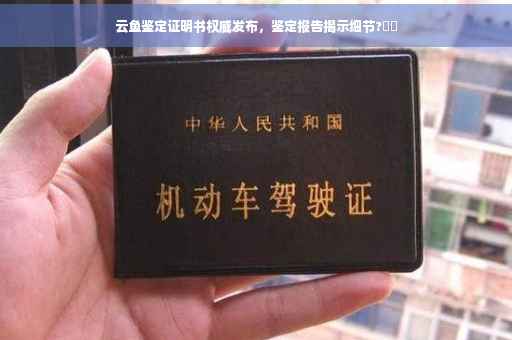 云鱼鉴定证明书权威发布，鉴定报告揭示细节?
中华人民共和国
机动车驾驶证